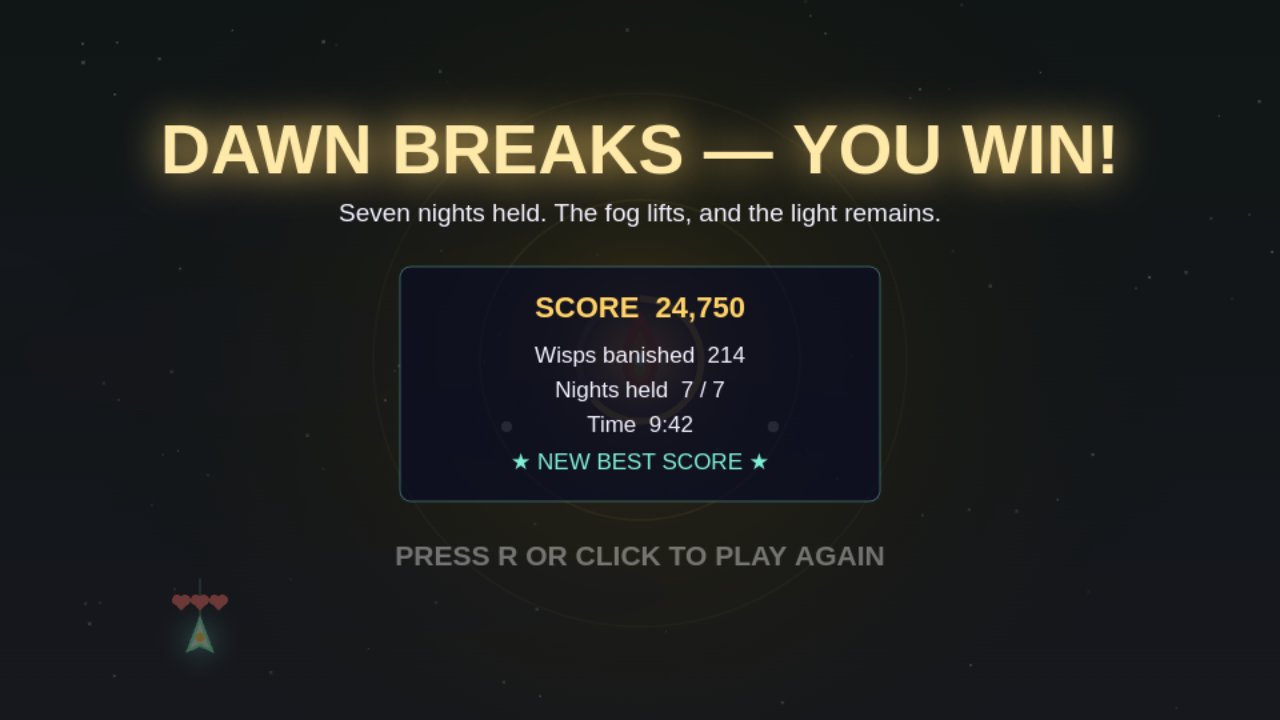 DAWN BREAKS — YOU WIN!
Seven nights held. The fog lifts, and the light remains.
SCORE 24,750
Wisps banished 214
Nights held 7 / 7
Time 9:42
★ NEW BEST SCORE ★
PRESS R OR CLICK TO PLAY AGAIN